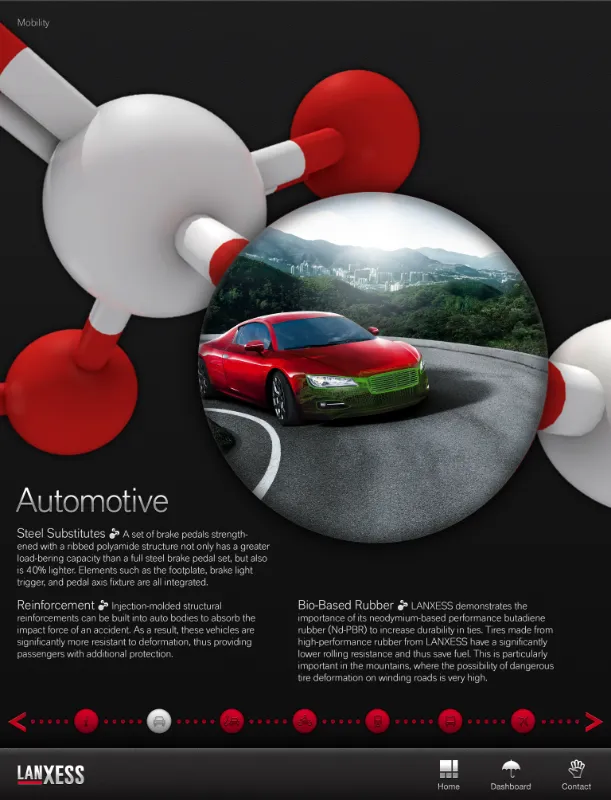 Mobility
Automotive
Steel Substitutes A set of brake pedals strength-
ened with a ribbed polyamide structure not only has a greater
load-bering capacity than a full steel brake pedal set, but also
is 40% lighter. Elements such as the footplate, brake light
trigger, and pedal axis fixture are all integrated.
Reinforcement Injection-molded structural
reinforcements can be built into auto bodies to absorb the
impact force of an accident. As a result, these vehicles are
significantly more resistant to deformation, thus providing
passengers with additional protection.
Bio-Based Rubber LANXESS demonstrates the
importance of its neodymium-based performance butadiene
rubber (Nd-PBR) to increase durability in ties. Tires made from
high-performance rubber from LANXESS have a significantly
lower rolling resistance and thus save fuel. This is particularly
important in the mountains, where the possibility of dangerous
tire deformation on winding roads is very high.
LANXESS
Home
Dashboard
Contact